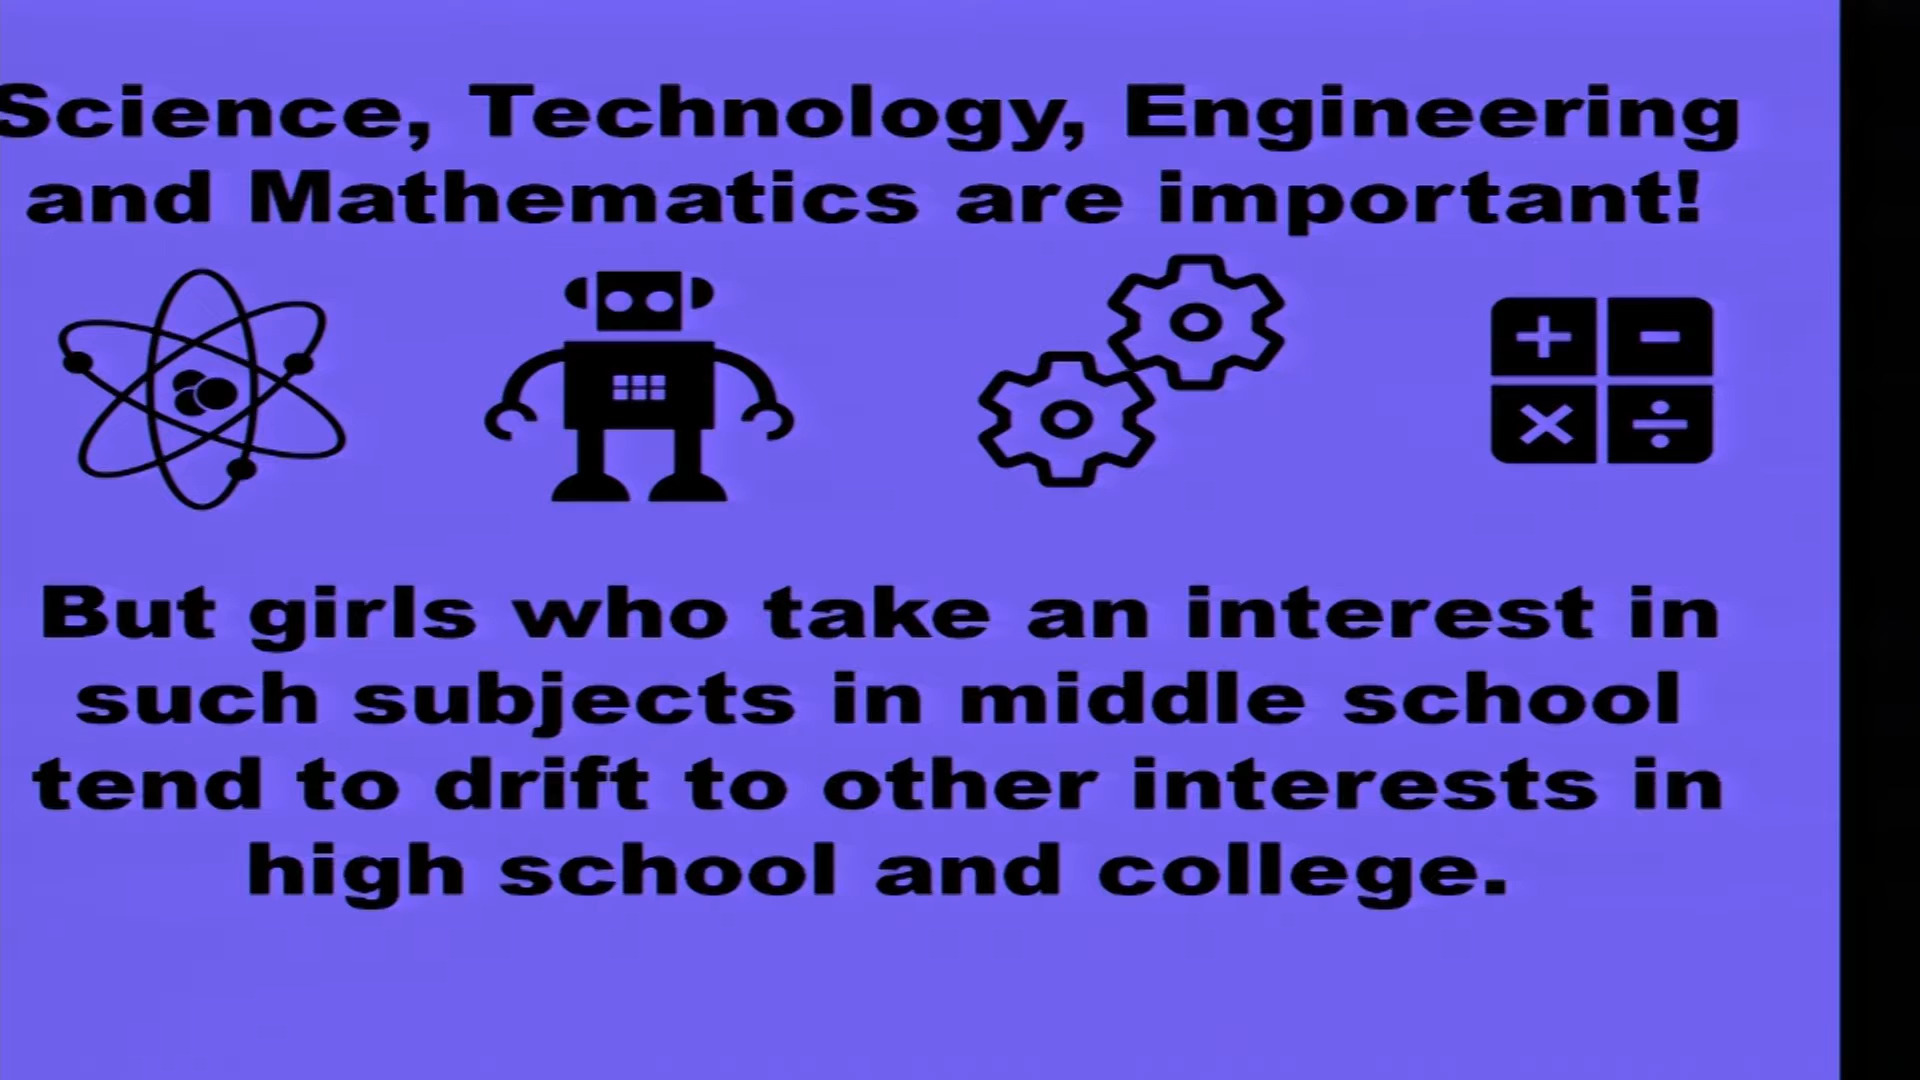 Science, Technology, Engineering
and Mathematics are important!
But girls who take an interest in
such subjects in middle school
tend to drift to other interests in
high school and college.